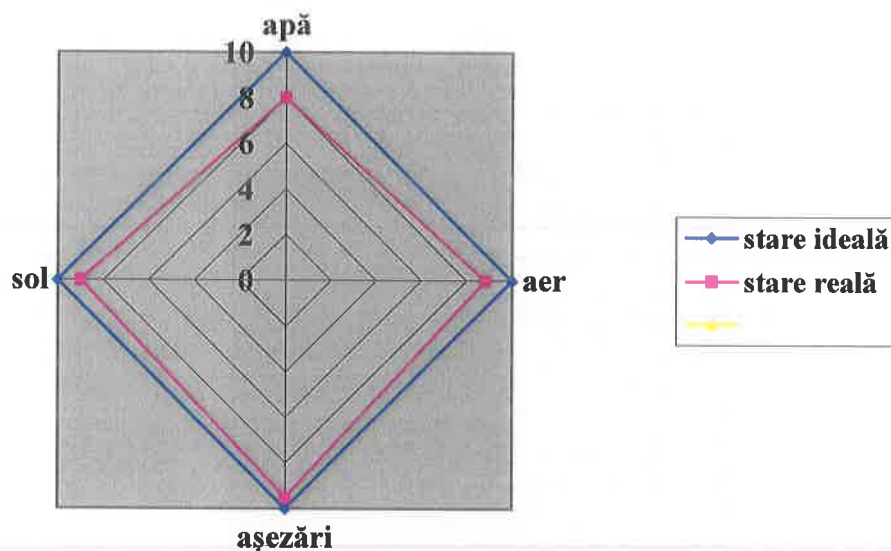 apă
10
8
6
4
2
0
sol
aer
așezări
stare ideală
stare reală